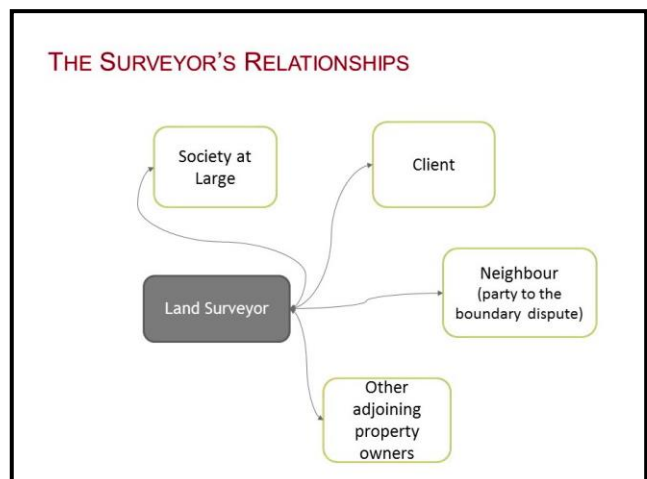 THE SURVEYOR'S RELATIONSHIPS
Society at
Large
Client
Neighbour
(party to the
boundary dispute)
Land Surveyor
Other
adjoining
property
owners